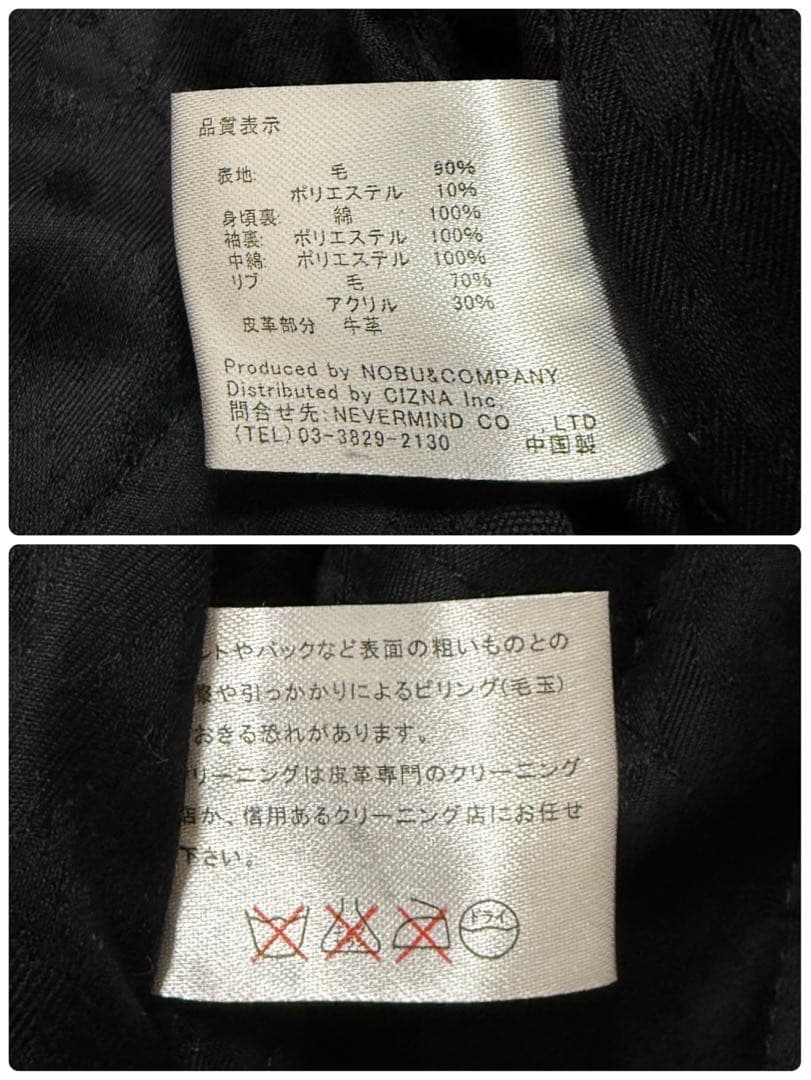 品質表示
表地: 毛 90%
ポリエステル 10%
身頃裏: 綿 100%
袖裏: ポリエステル 100%
中綿: ポリエステル 100%
リブ 毛 70%
アクリル 30%
皮革部分 牛革
Produced by NOBU&COMPANY
Distributed by CIZNA Inc
問合せ先:NEVERMIND CO .,LTD
(TEL)03-3829-2130 中国製
ルトやバックなど表面の粗いものとの
擦や引っかかりによるピリング(毛玉)
おきる恐れがあります。
クリーニングは皮革専門のクリーニング
店か、信用あるクリーニング店にお任せ
下さい。
ドライ